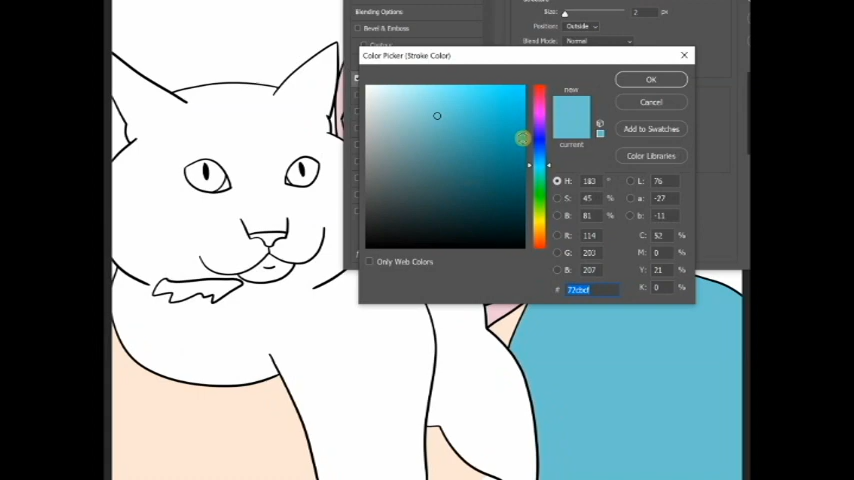 Blending Options
Bevel & Emboss
Contour
Size:
2
px
Position:
Outside
Blend Mode:
Normal
Color Picker (Stroke Color)
new
current
OK
Cancel
Add to Swatches
Color Libraries
H: 183 °
S: 45 %
B: 81 %
R: 114
G: 203
B: 207
L: 76
a: -27
b: -11
C: 52 %
M: 0 %
Y: 21 %
K: 0 %
Only Web Colors
#